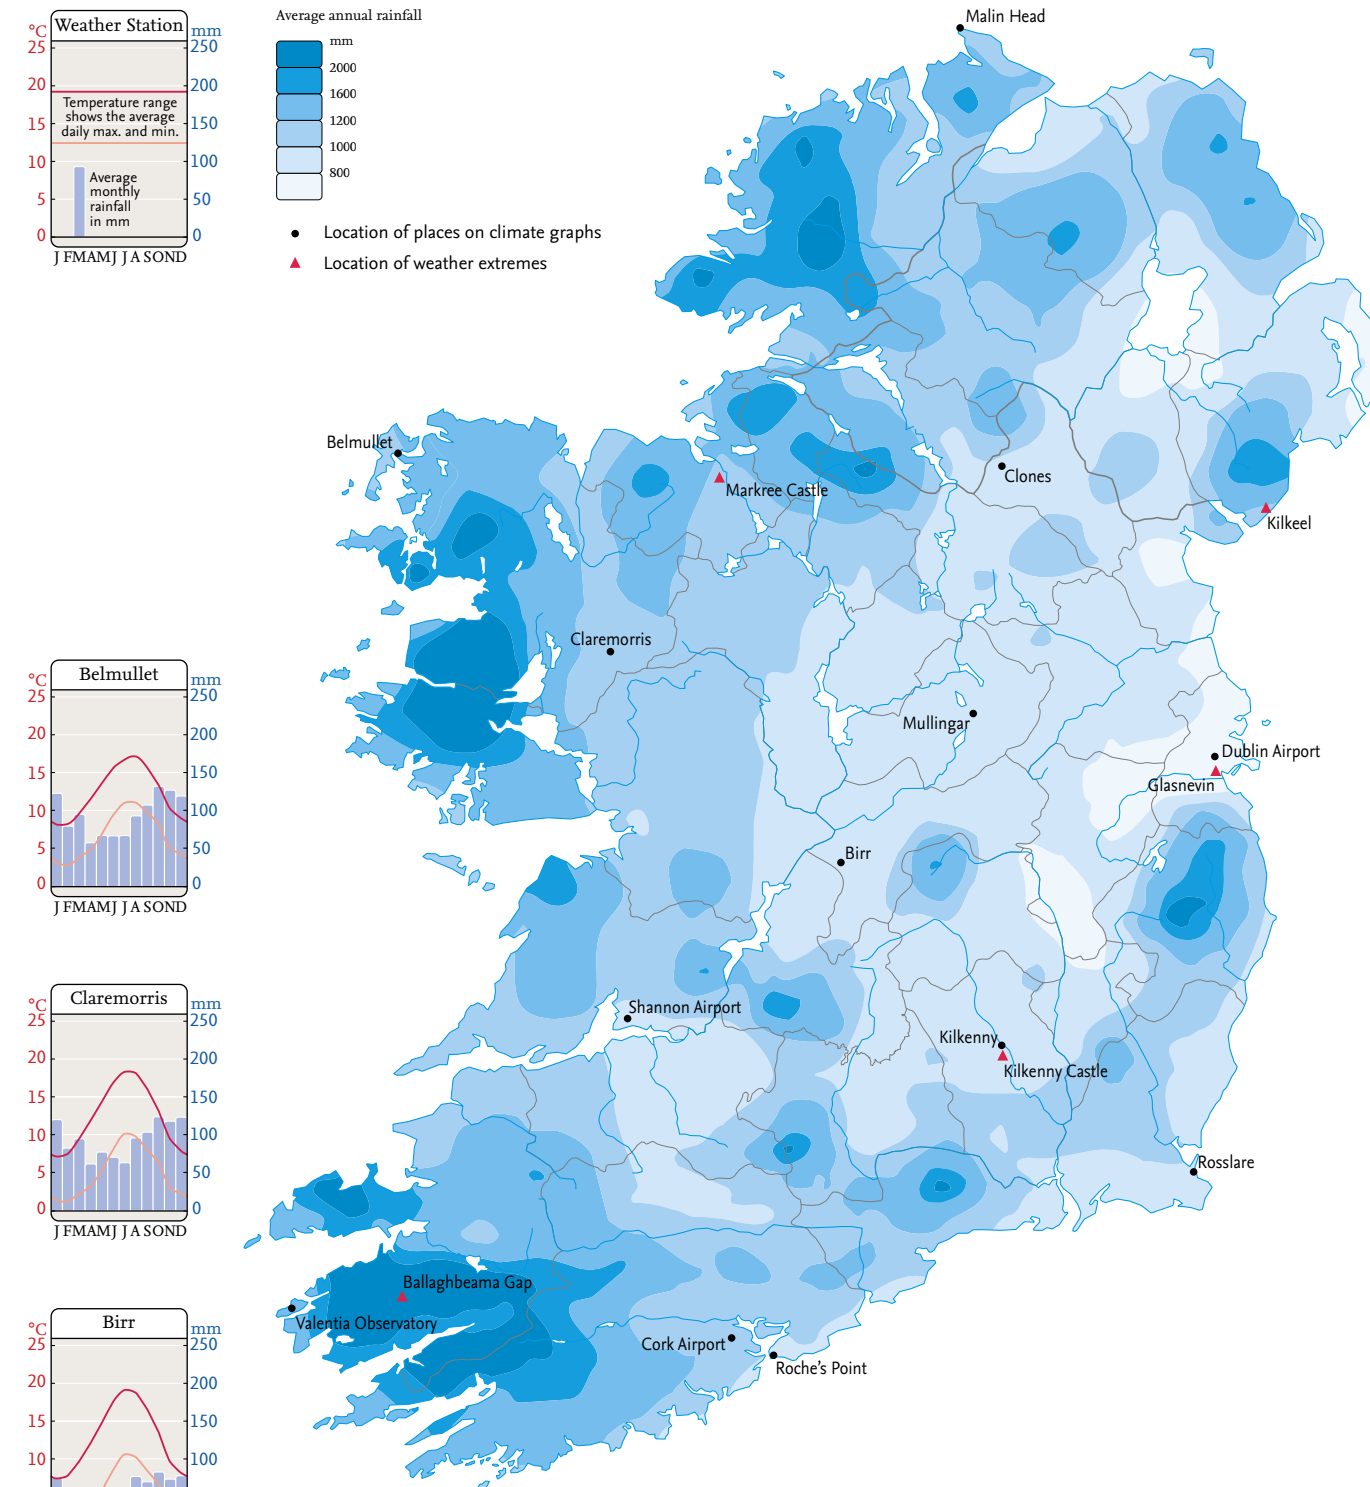 Weather Station
°C
mm
25
20
15
10
5
0
250
200
150
100
50
0
Temperature range
shows the average
daily max. and min.
Average
monthly
rainfall
in mm
J F M A M J J A S O N D
Average annual rainfall
mm
2000
1600
1200
1000
800
Location of places on climate graphs
Location of weather extremes
Belmullet
°C
mm
25
20
15
10
5
0
250
200
150
100
50
0
J F M A M J J A S O N D
Claremorris
°C
mm
25
20
15
10
5
0
250
200
150
100
50
0
J F M A M J J A S O N D
Birr
°C
mm
25
20
15
10
250
200
150
100
Malin Head
Belmullet
Markree Castle
Clones
Kilkeel
Claremorris
Mullingar
Dublin Airport
Glasnevin
Birr
Shannon Airport
Kilkenny
Kilkenny Castle
Rosslare
Ballaghbeama Gap
Valentia Observatory
Cork Airport
Roche's Point